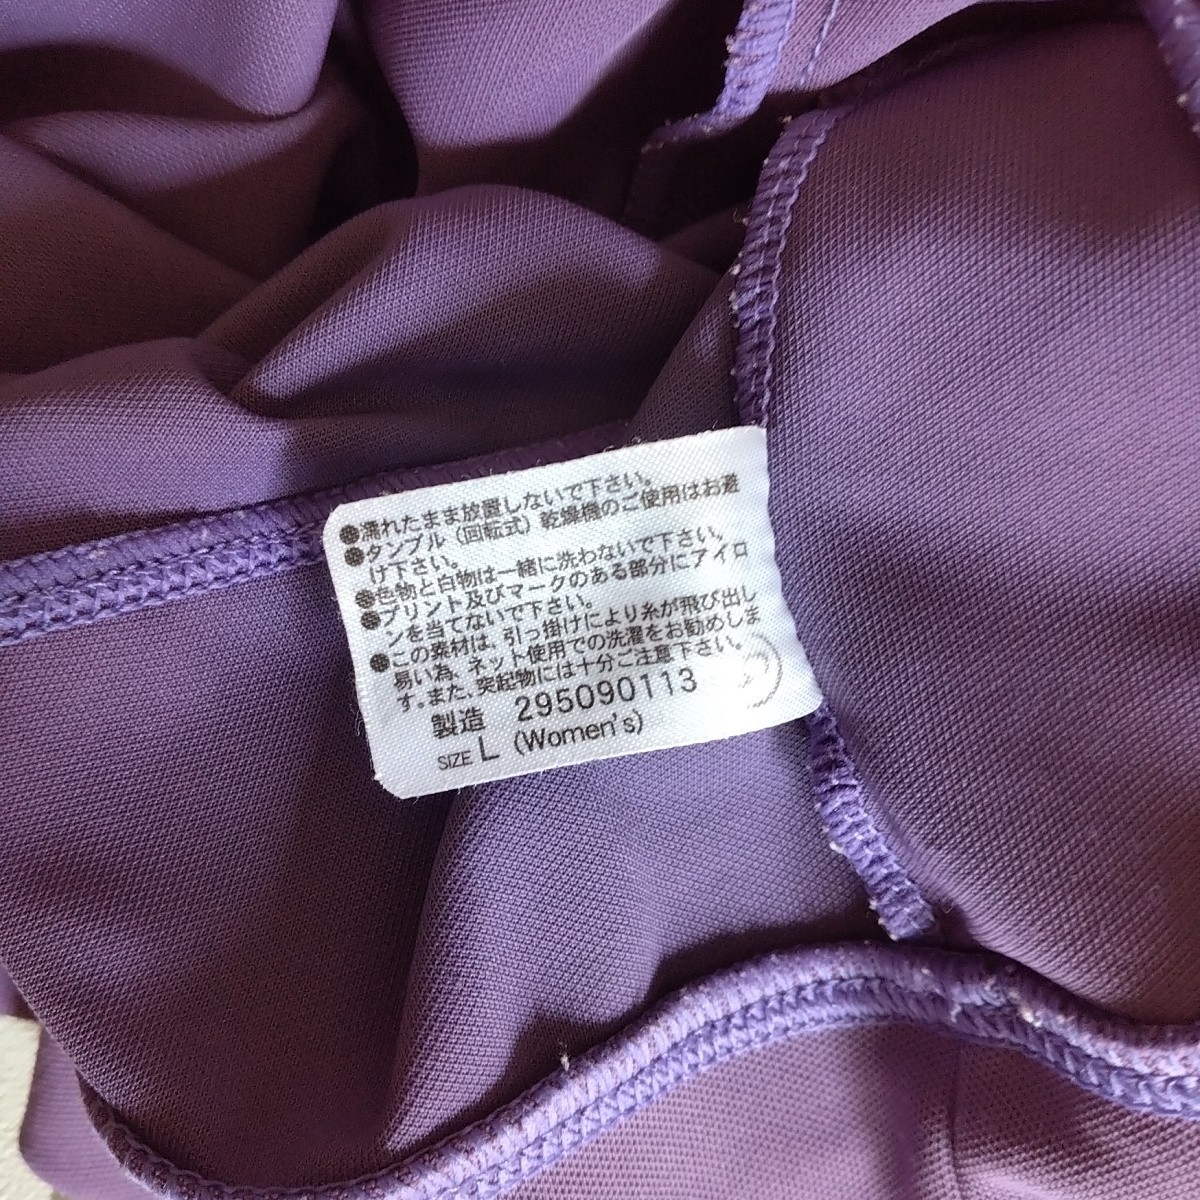 ●濡れたまま放置しないで下さい。
●タンブル（回転式）乾燥機のご使用はお避
け下さい。
●色物と白物は一緒に洗わないで下さい。
●プリント及びマークのある部分にアイロ
ンを当てないで下さい。
●この素材は、引っ掛けにより糸が飛び出し
易い為、ネット使用での洗濯をお勧めしま
す。また、突起物には十分ご注意下さい。
製造 295090113
SIZE L (Women's)